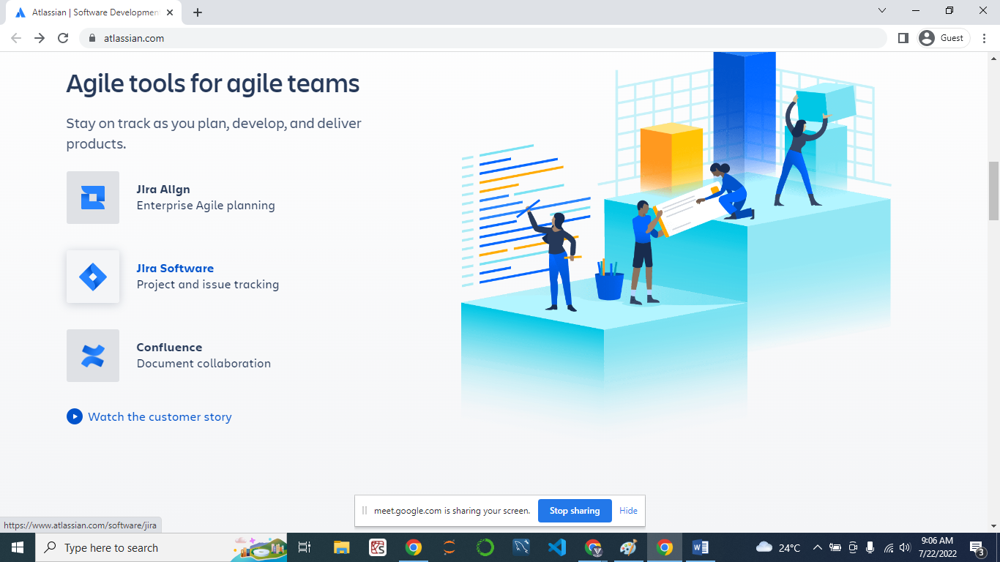 Atlassian | Software Development
atlassian.com
Guest
Agile tools for agile teams
Stay on track as you plan, develop, and deliver
products.
Jira Align
Enterprise Agile planning
Jira Software
Project and issue tracking
Confluence
Document collaboration
Watch the customer story
meet.google.com is sharing your screen.
Stop sharing
Hide
https://www.atlassian.com/software/jira
Type here to search
24°C
9:06 AM
7/22/2022
3